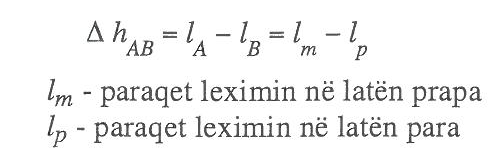 Δ h_AB = l_A − l_B = l_m − l_p
l_m - paraqet leximin në latën prapa
l_p - paraqet leximin në latën para